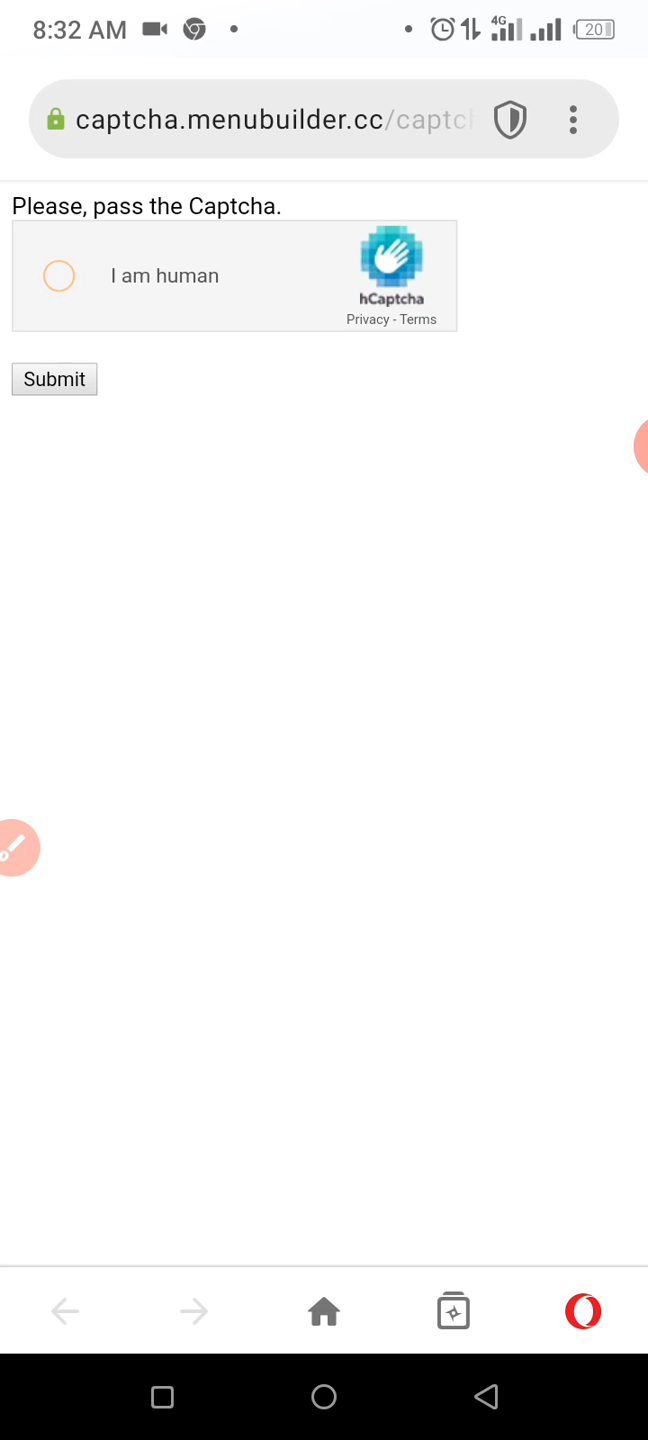 8:32 AM
4G
20
captcha.menubuilder.cc/captc
Please, pass the Captcha.
I am human
hCaptcha
Privacy - Terms
Submit